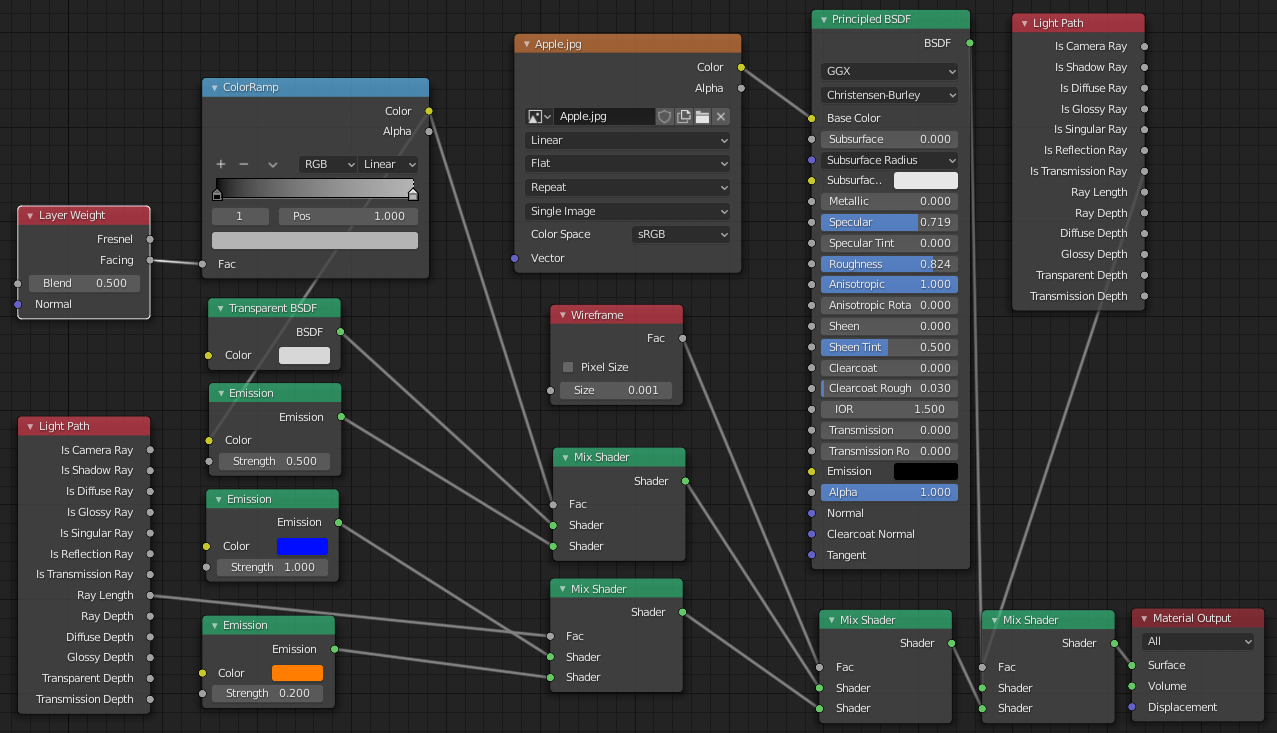 Layer Weight
Fresnel
Facing
Blend 0.500
Normal
Light Path
Is Camera Ray
Is Shadow Ray
Is Diffuse Ray
Is Glossy Ray
Is Singular Ray
Is Reflection Ray
Is Transmission Ray
Ray Length
Ray Depth
Diffuse Depth
Glossy Depth
Transparent Depth
Transmission Depth
ColorRamp
Color
Alpha
RGB Linear
1 Pos 1.000
Fac
Transparent BSDF
BSDF
Color
Emission
Emission
Color
Strength 0.500
Emission
Emission
Color
Strength 1.000
Emission
Emission
Color
Strength 0.200
Apple.jpg
Color
Alpha
Apple.jpg
Linear
Flat
Repeat
Single Image
Color Space sRGB
Vector
Wireframe
Fac
Pixel Size
Size 0.001
Mix Shader
Shader
Fac
Shader
Shader
Mix Shader
Shader
Fac
Shader
Shader
Principled BSDF
BSDF
GGX
Christensen-Burley
Base Color
Subsurface 0.000
Subsurface Radius
Subsurfac..
Metallic 0.000
Specular 0.719
Specular Tint 0.000
Roughness 0.824
Anisotropic 1.000
Anisotropic Rota 0.000
Sheen 0.000
Sheen Tint 0.500
Clearcoat 0.000
Clearcoat Rough 0.030
IOR 1.500
Transmission 0.000
Transmission Ro 0.000
Emission
Alpha 1.000
Normal
Clearcoat Normal
Tangent
Mix Shader
Shader
Fac
Shader
Shader
Light Path
Is Camera Ray
Is Shadow Ray
Is Diffuse Ray
Is Glossy Ray
Is Singular Ray
Is Reflection Ray
Is Transmission Ray
Ray Length
Ray Depth
Diffuse Depth
Glossy Depth
Transparent Depth
Transmission Depth
Mix Shader
Shader
Fac
Shader
Shader
Material Output
All
Surface
Volume
Displacement